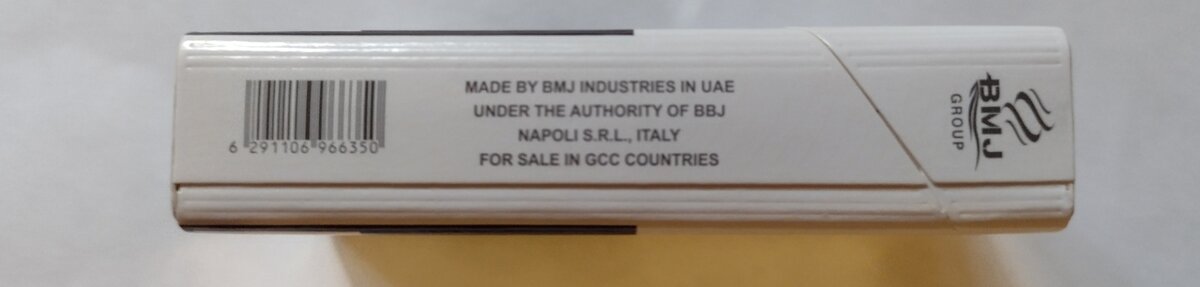 6 291106 966350
MADE BY BMJ INDUSTRIES IN UAE
UNDER THE AUTHORITY OF BBJ
NAPOLI S.R.L., ITALY
FOR SALE IN GCC COUNTRIES
BMJ
GROUP